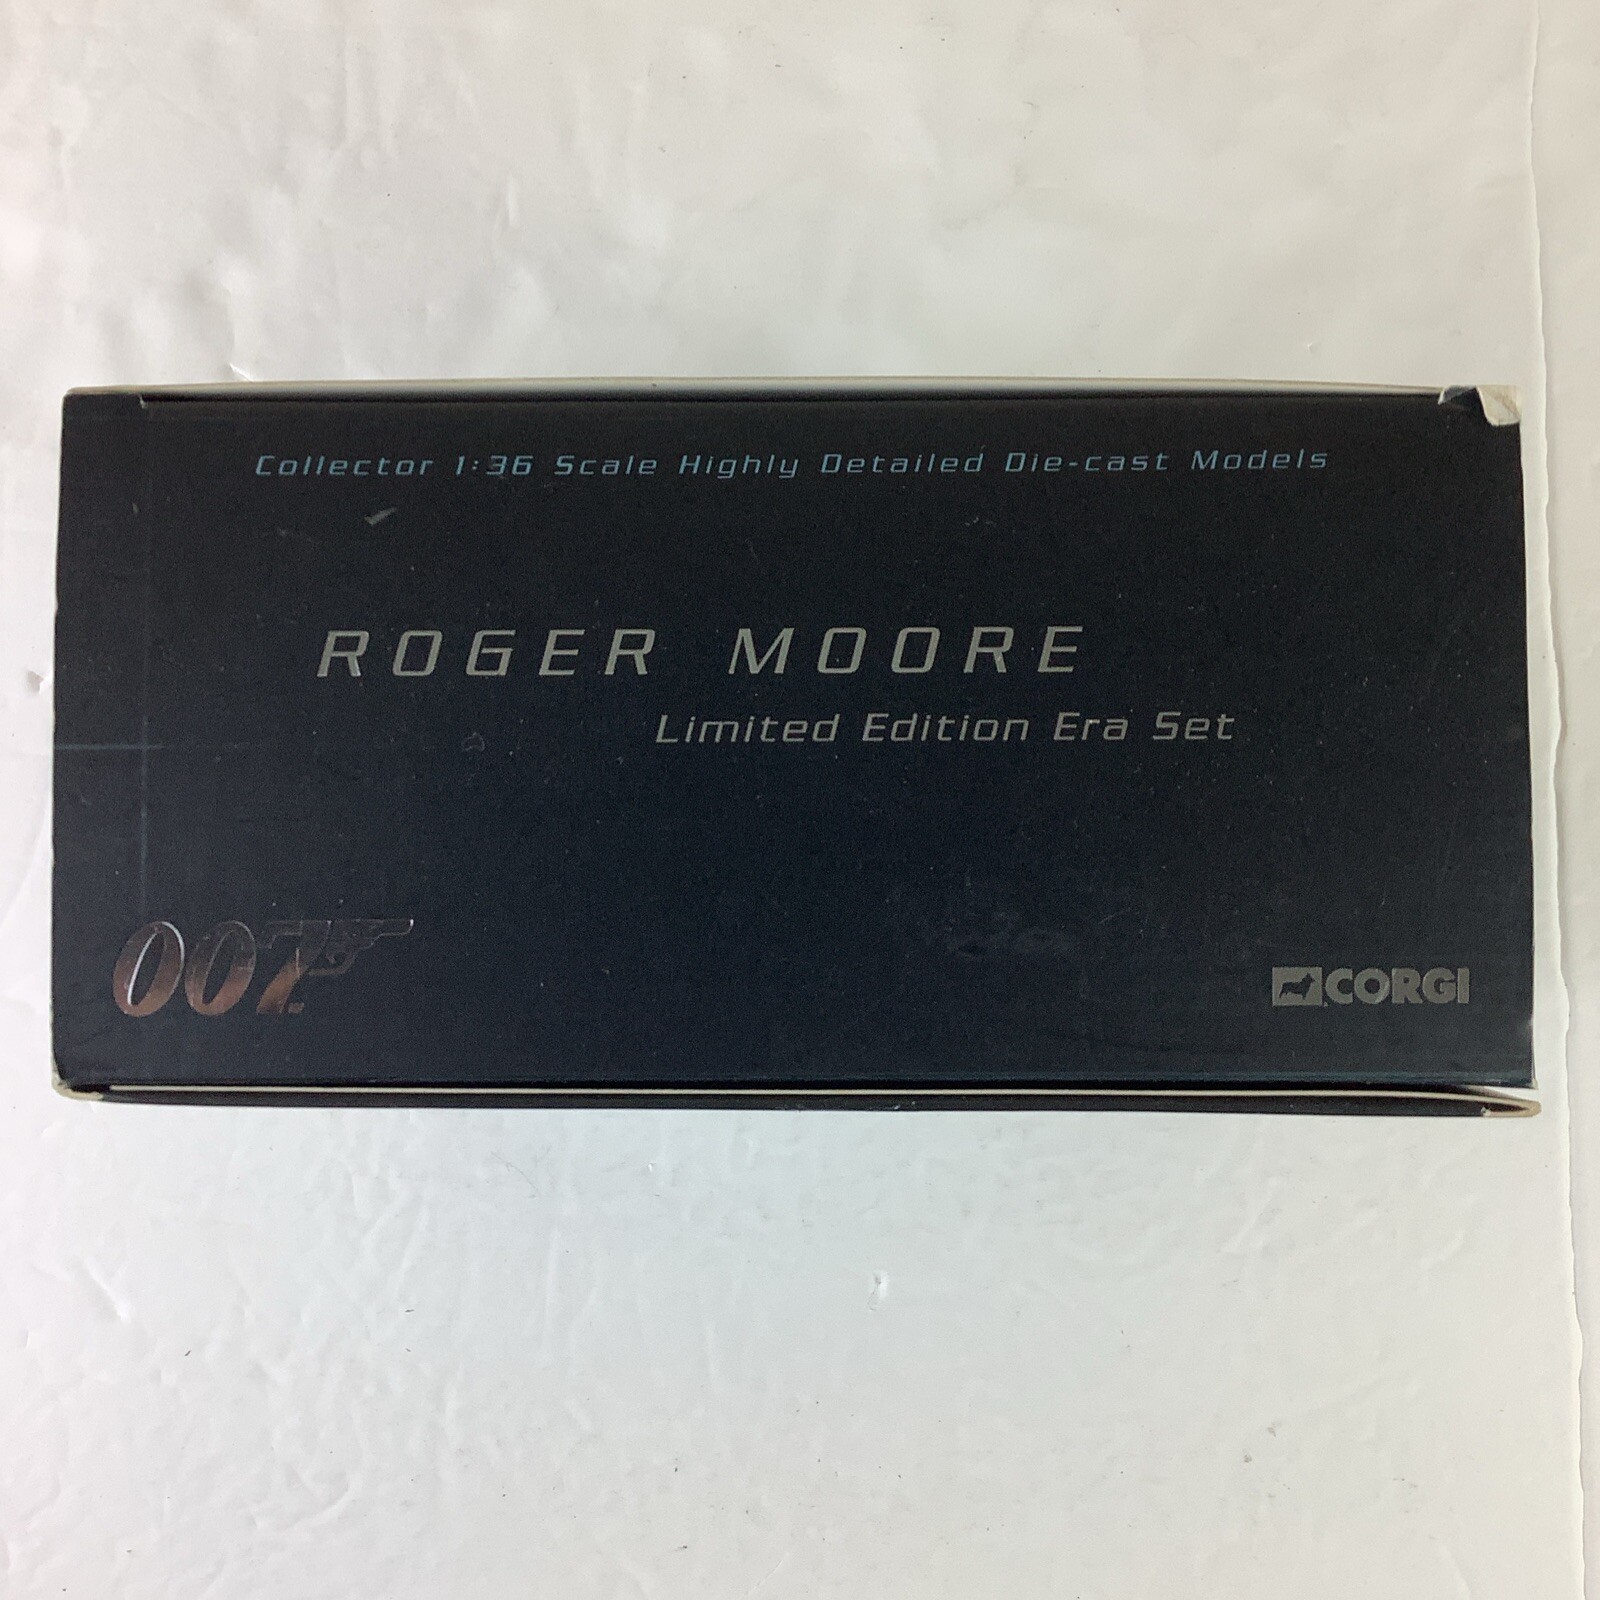 Collector 1:36 Scale Highly Detailed Die-cast Models
ROGER MOORE
Limited Edition Era Set
007
CORGI